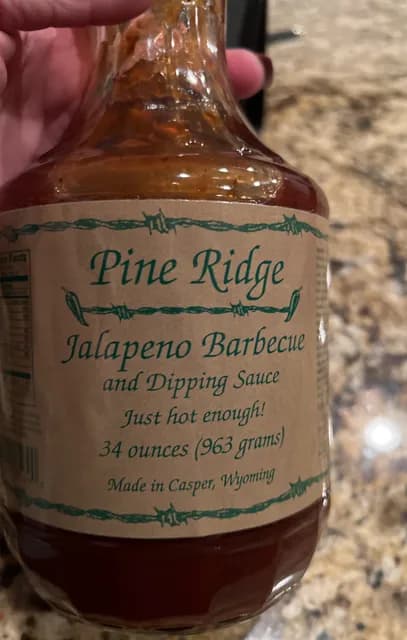 Pine Ridge
Jalapeno Barbecue
and Dipping Sauce
Just hot enough!
34 ounces (963 grams)
Made in Casper, Wyoming